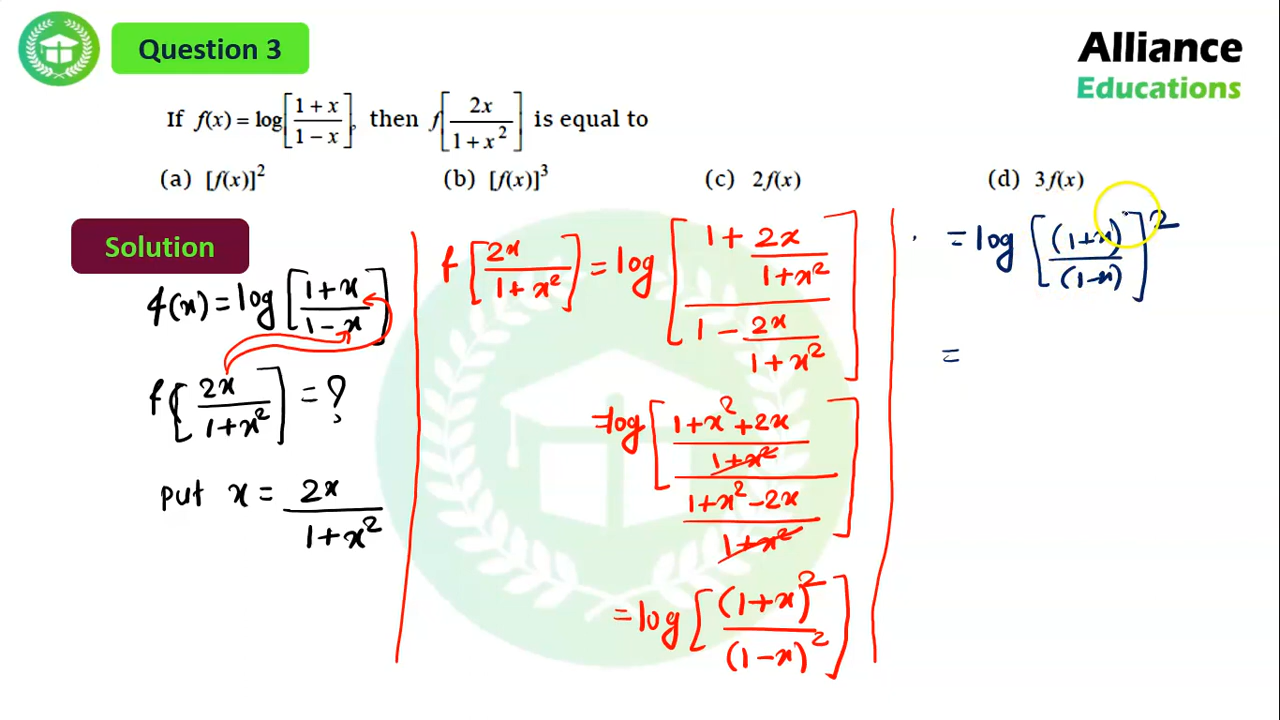 Question 3
Alliance
Educations
If f(x) = log[(1 + x)/(1 − x)], then f[2x/(1 + x²)] is equal to
(a) [f(x)]² (b) [f(x)]³ (c) 2f(x) (d) 3f(x)
Solution
f(x) = log[(1+x)/(1−x)]
f[2x/(1+x²)] = ?
put x = 2x/(1+x²)
f[2x/(1+x²)] = log[(1 + 2x/(1+x²))/(1 − 2x/(1+x²))]
=log[((1+x²+2x)/(1+x²))/((1+x²−2x)/(1+x²))]
= log[(1+x)²/(1−x)²]
= log[(1+x)/(1−x)]²
=